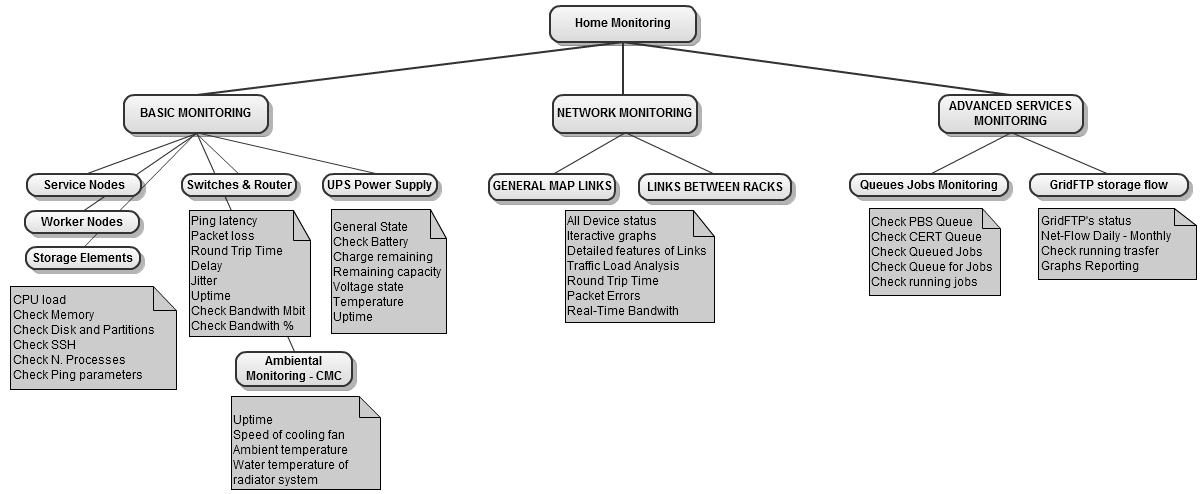 Home Monitoring
BASIC MONITORING
NETWORK MONITORING
ADVANCED SERVICES
MONITORING
Service Nodes
Worker Nodes
Storage Elements
CPU load
Check Memory
Check Disk and Partitions
Check SSH
Check N. Processes
Check Ping parameters
Switches & Router
Ping latency
Packet loss
Round Trip Time
Delay
Jitter
Uptime
Check Bandwith Mbit
Check Bandwith %
Ambiental
Monitoring - CMC
Uptime
Speed of cooling fan
Ambient temperature
Water temperature of
radiator system
UPS Power Supply
General State
Check Battery
Charge remaining
Remaining capacity
Voltage state
Temperature
Uptime
GENERAL MAP LINKS
LINKS BETWEEN RACKS
All Device status
Iteractive graphs
Detailed features of Links
Traffic Load Analysis
Round Trip Time
Packet Errors
Real-Time Bandwith
Queues Jobs Monitoring
Check PBS Queue
Check CERT Queue
Check Queued Jobs
Check Queue for Jobs
Check running jobs
GridFTP storage flow
GridFTP's status
Net-Flow Daily - Monthly
Check running trasfer
Graphs Reporting